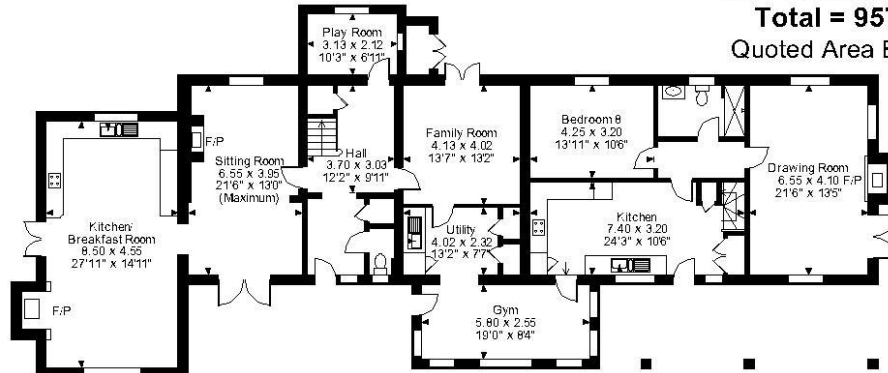 Total = 957
Quoted Area E
Play Room
3.13 x 2.12
10'3" x 6'11"
F/P
Sitting Room
6.55 x 3.95
21'6" x 13'0"
(Maximum)
Hall
3.70 x 3.03
12'2" x 9'11"
Family Room
4.13 x 4.02
13'7" x 13'2"
Bedroom 8
4.25 x 3.20
13'11" x 10'6"
Drawing Room
6.55 x 4.10 F/P
21'6" x 13'5"
Kitchen/
Breakfast Room
8.50 x 4.55
27'11" x 14'11"
F/P
Utility
4.02 x 2.32
13'2" x 7'7"
Kitchen
7.40 x 3.20
24'3" x 10'6"
Gym
5.80 x 2.55
19'0" x 8'4"